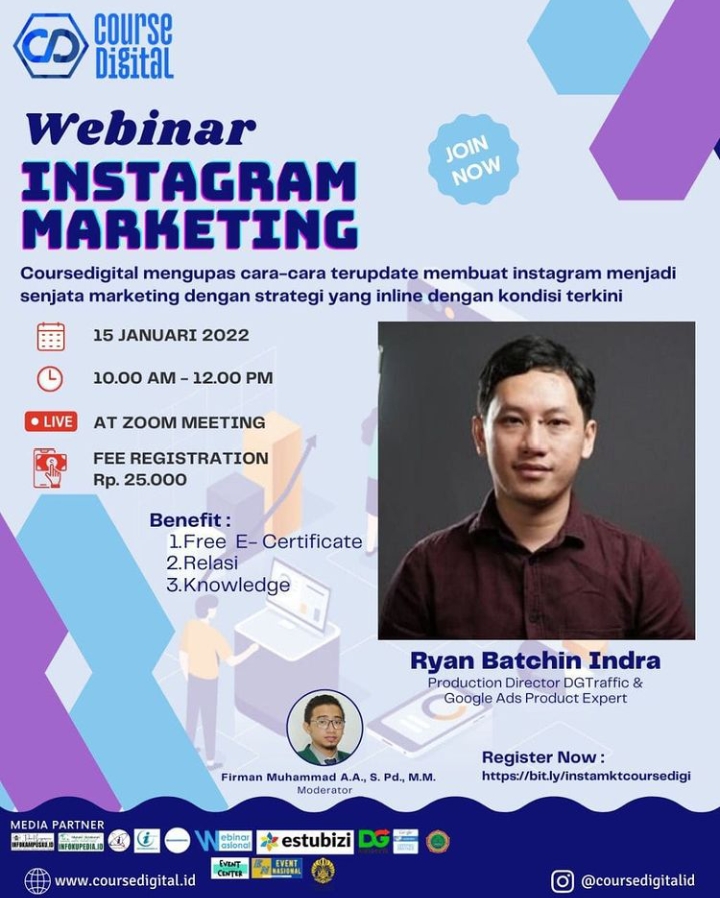 COURSE
DIGITAL
Webinar
INSTAGRAM
MARKETING
JOIN
NOW
Coursedigital mengupas cara-cara terupdate membuat instagram menjadi
senjata marketing dengan strategi yang inline dengan kondisi terkini
15 JANUARI 2022
10.00 AM - 12.00 PM
LIVE
AT ZOOM MEETING
FEE REGISTRATION
Rp. 25.000
Benefit :
1.Free E- Certificate
2.Relasi
3.Knowledge
Ryan Batchin Indra
Production Director DGTraffic &
Google Ads Product Expert
Firman Muhammad A.A., S. Pd., M.M.
Moderator
Register Now :
https://bit.ly/instamktcoursedigi
MEDIA PARTNER
INFOKUPEDIA.ID
Webinar
asional
estubizi
DG
EVENT
CENTER
EVENT
NASIONAL
www.coursedigital.id
@coursedigitalid